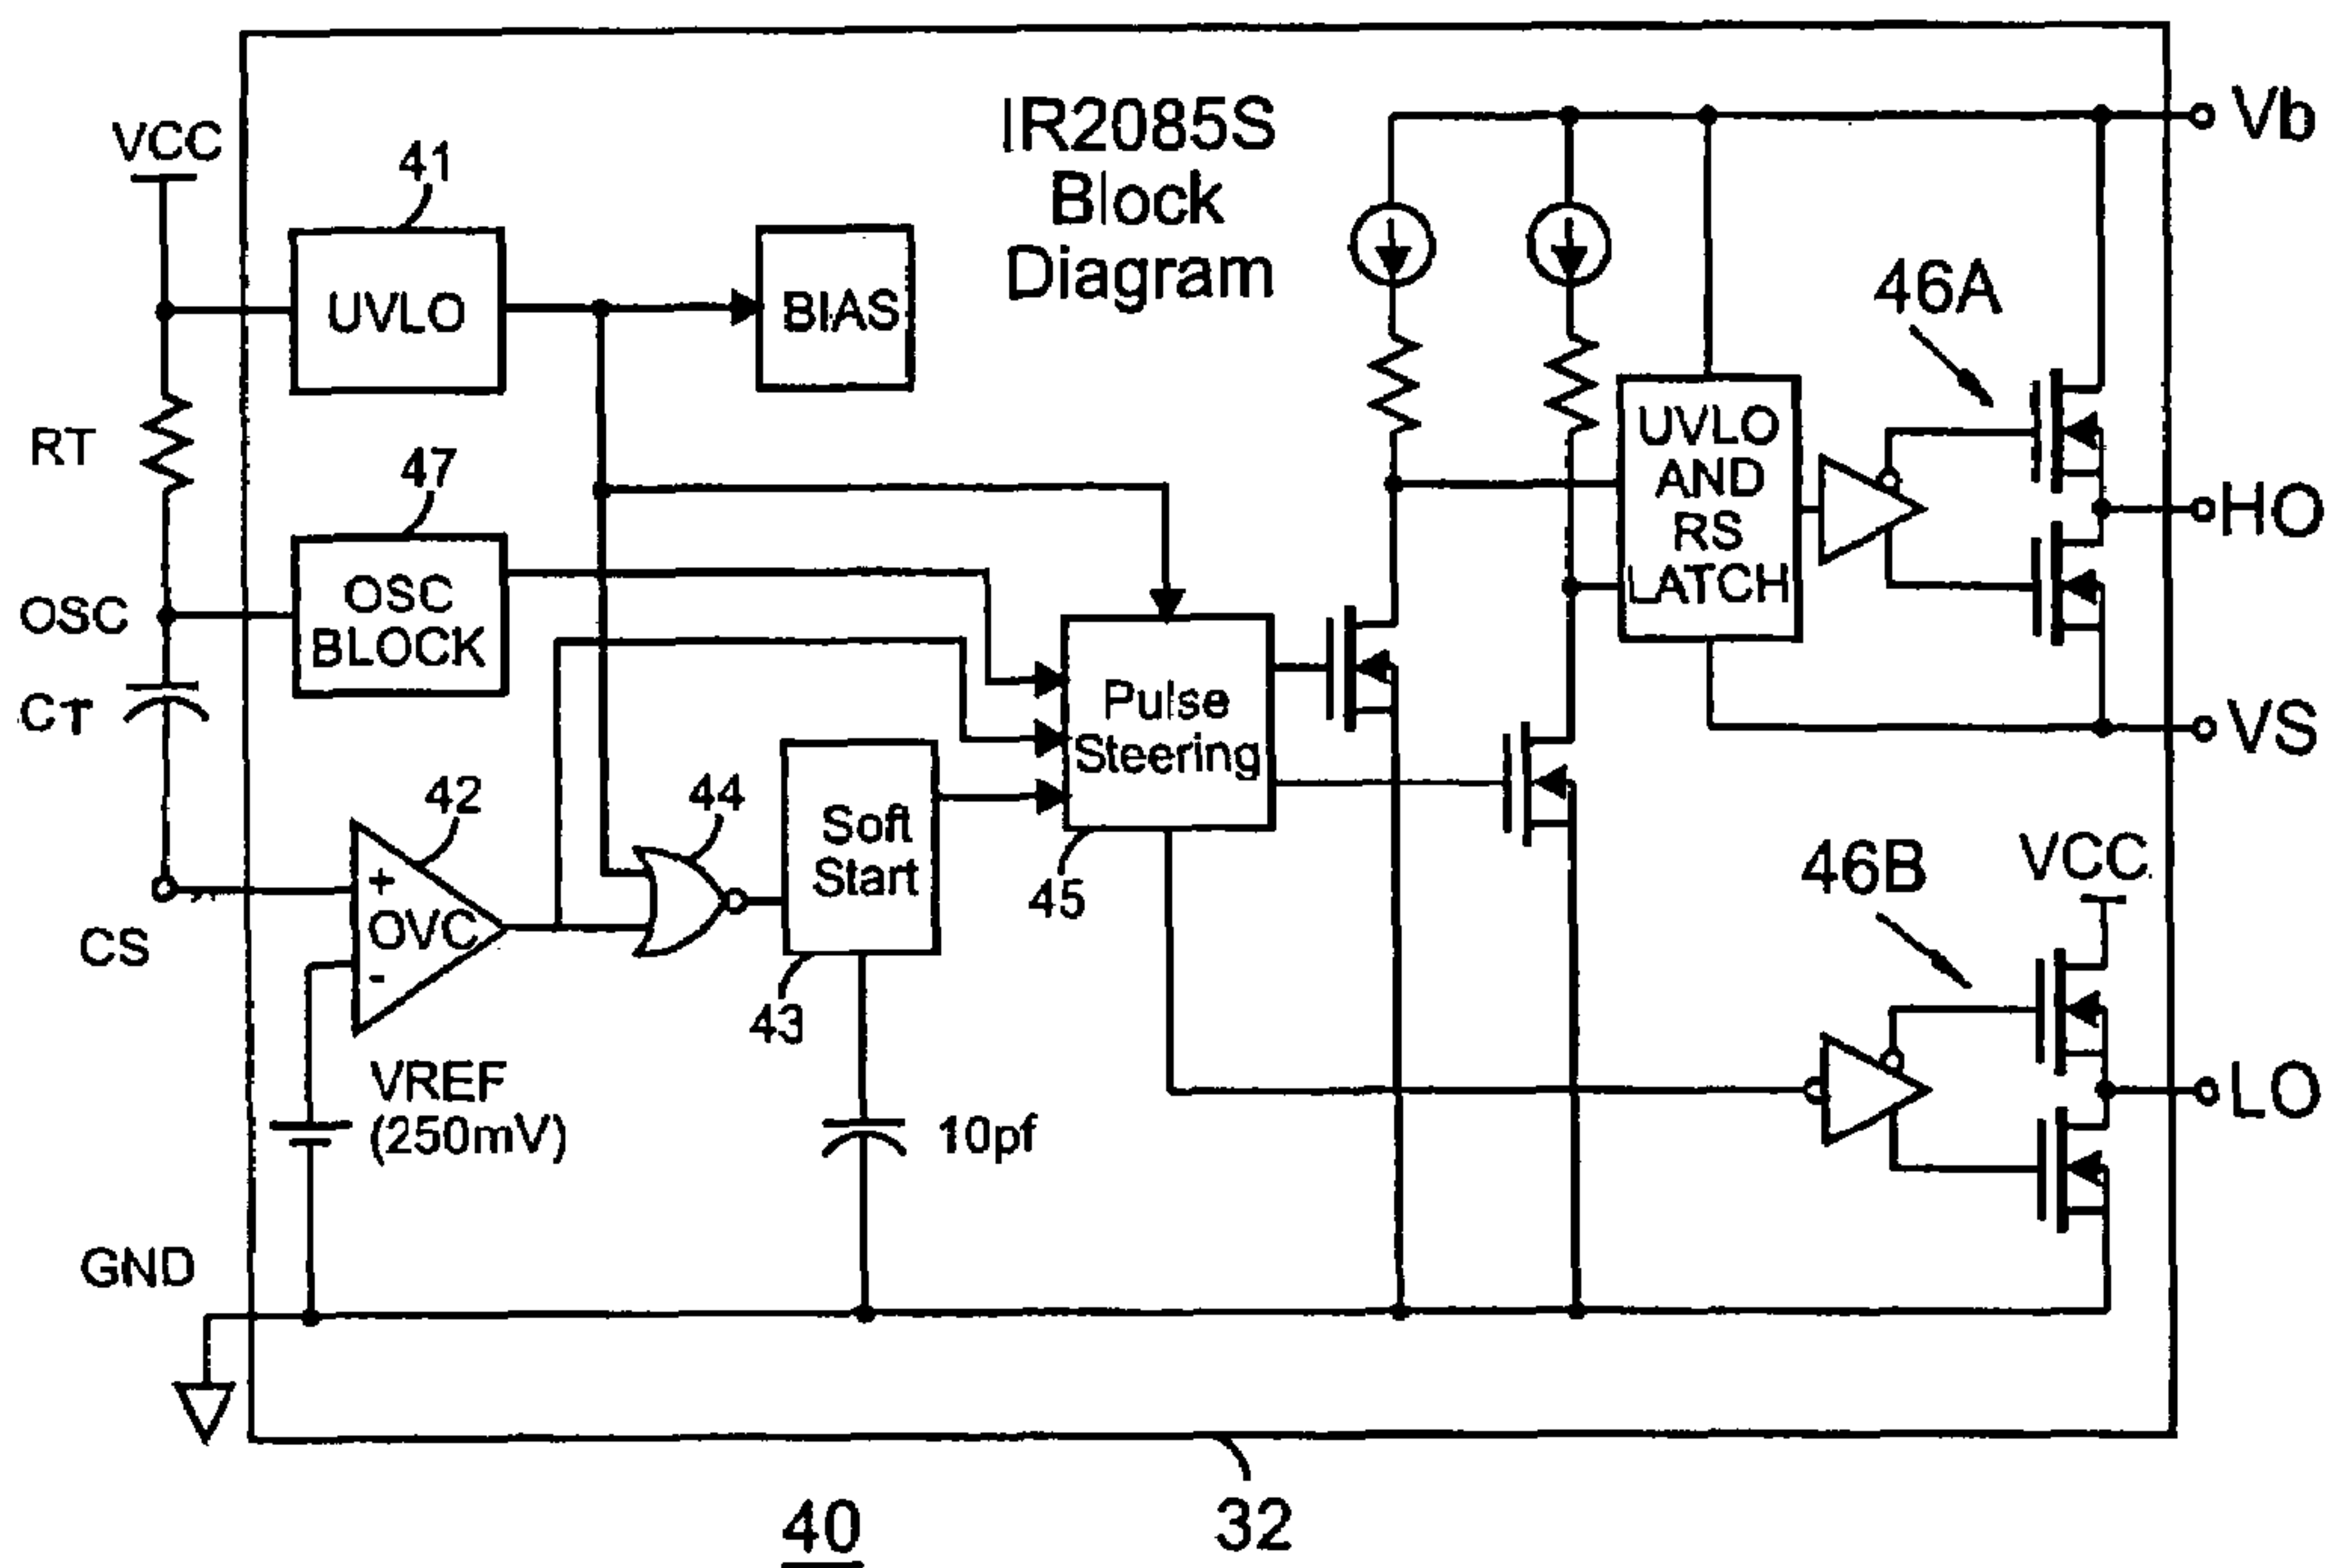 IR2085S
Block
Diagram
VCC
41
UVLO
BIAS
Vb
46A
RT
47
UVLO
AND
RS
LATCH
HO
OSC
OSC
BLOCK
CT
Pulse
Steering
VS
42
44
Soft
Start
45
46B
VCC
+
OVC
-
CS
43
VREF
(250mV)
10pf
LO
GND
40
32